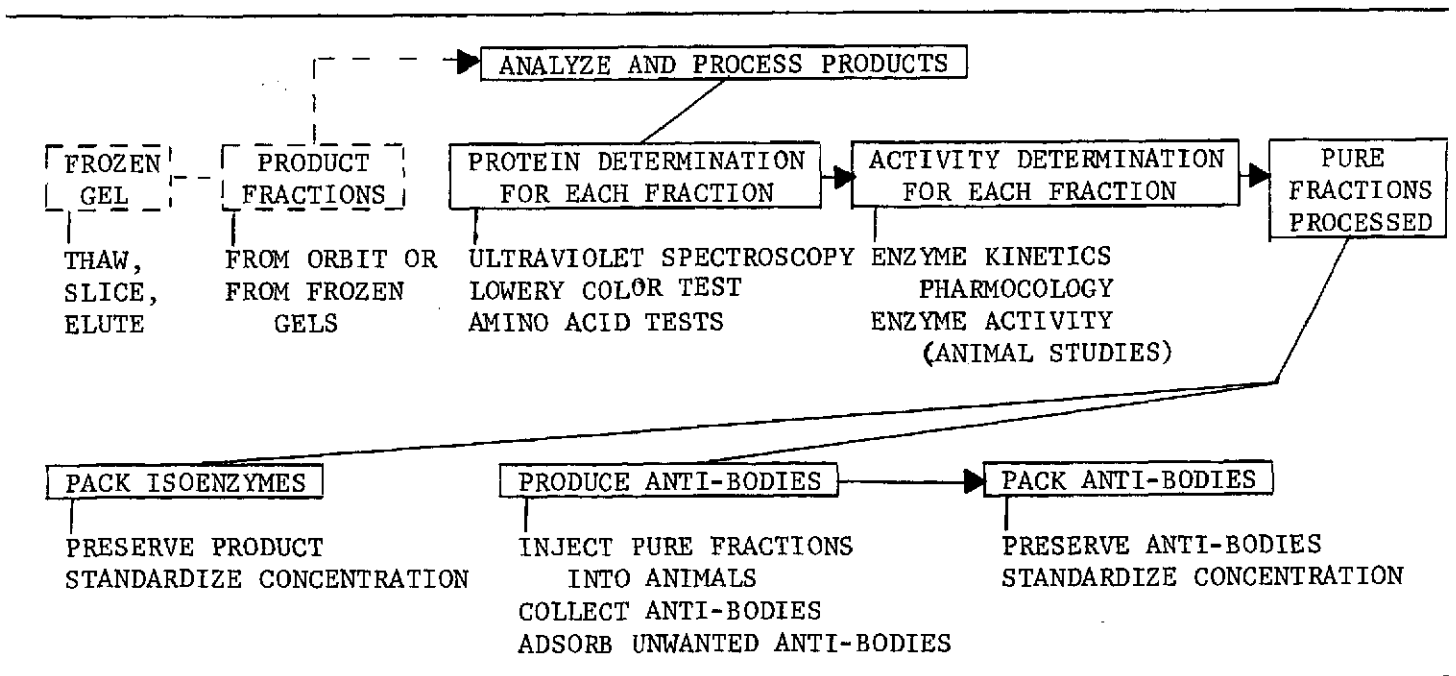 ANALYZE AND PROCESS PRODUCTS
FROZEN
GEL
THAW,
SLICE,
ELUTE
PRODUCT
FRACTIONS
FROM ORBIT OR
FROM FROZEN
GELS
PROTEIN DETERMINATION
FOR EACH FRACTION
ULTRAVIOLET SPECTROSCOPY
LOWERY COLOR TEST
AMINO ACID TESTS
ACTIVITY DETERMINATION
FOR EACH FRACTION
ENZYME KINETICS
PHARMOCOLOGY
ENZYME ACTIVITY
(ANIMAL STUDIES)
PURE
FRACTIONS
PROCESSED
PACK ISOENZYMES
PRESERVE PRODUCT
STANDARDIZE CONCENTRATION
PRODUCE ANTI-BODIES
INJECT PURE FRACTIONS
INTO ANIMALS
COLLECT ANTI-BODIES
ADSORB UNWANTED ANTI-BODIES
PACK ANTI-BODIES
PRESERVE ANTI-BODIES
STANDARDIZE CONCENTRATION